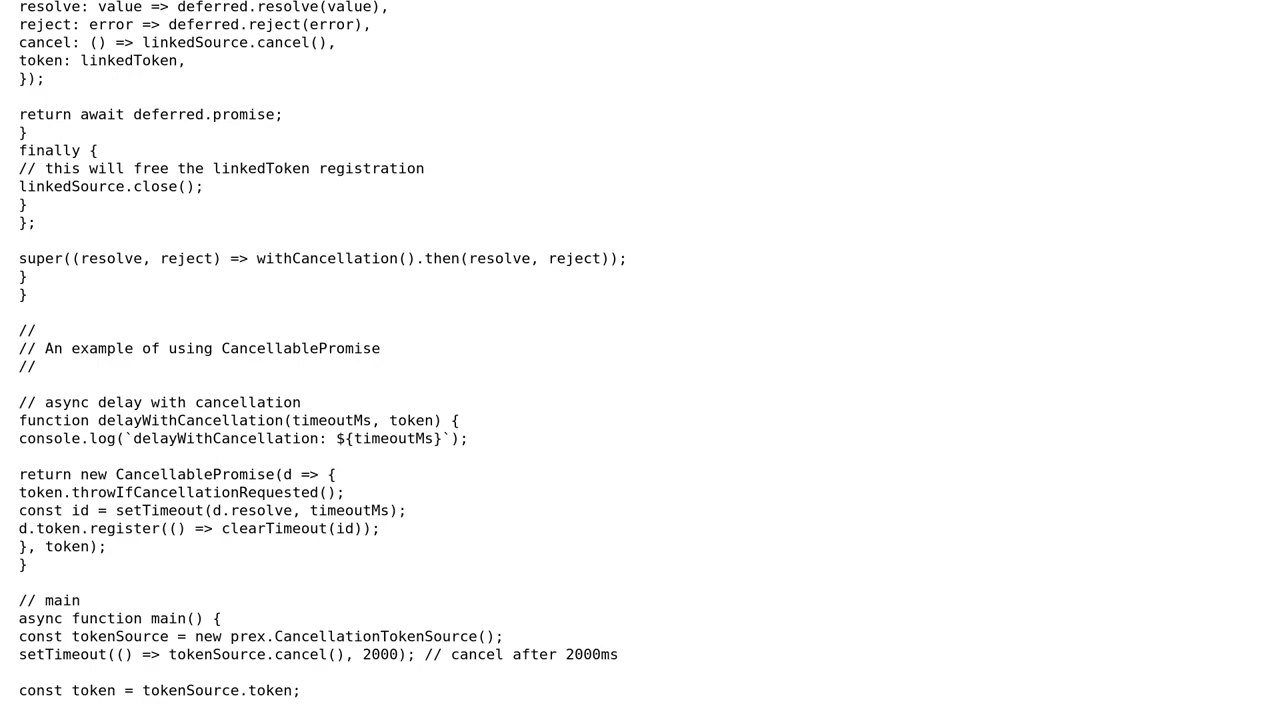 resolve: value => deferred.resolve(value),
reject: error => deferred.reject(error),
cancel: () => linkedSource.cancel(),
token: linkedToken,
});

return await deferred.promise;
}
finally {
// this will free the linkedToken registration
linkedSource.close();
}
};

super((resolve, reject) => withCancellation().then(resolve, reject));
}
}

//
// An example of using CancellablePromise
//

// async delay with cancellation
function delayWithCancellation(timeoutMs, token) {
console.log(`delayWithCancellation: ${timeoutMs}`);

return new CancellablePromise(d => {
token.throwIfCancellationRequested();
const id = setTimeout(d.resolve, timeoutMs);
d.token.register(() => clearTimeout(id));
}, token);
}

// main
async function main() {
const tokenSource = new prex.CancellationTokenSource();
setTimeout(() => tokenSource.cancel(), 2000); // cancel after 2000ms

const token = tokenSource.token;